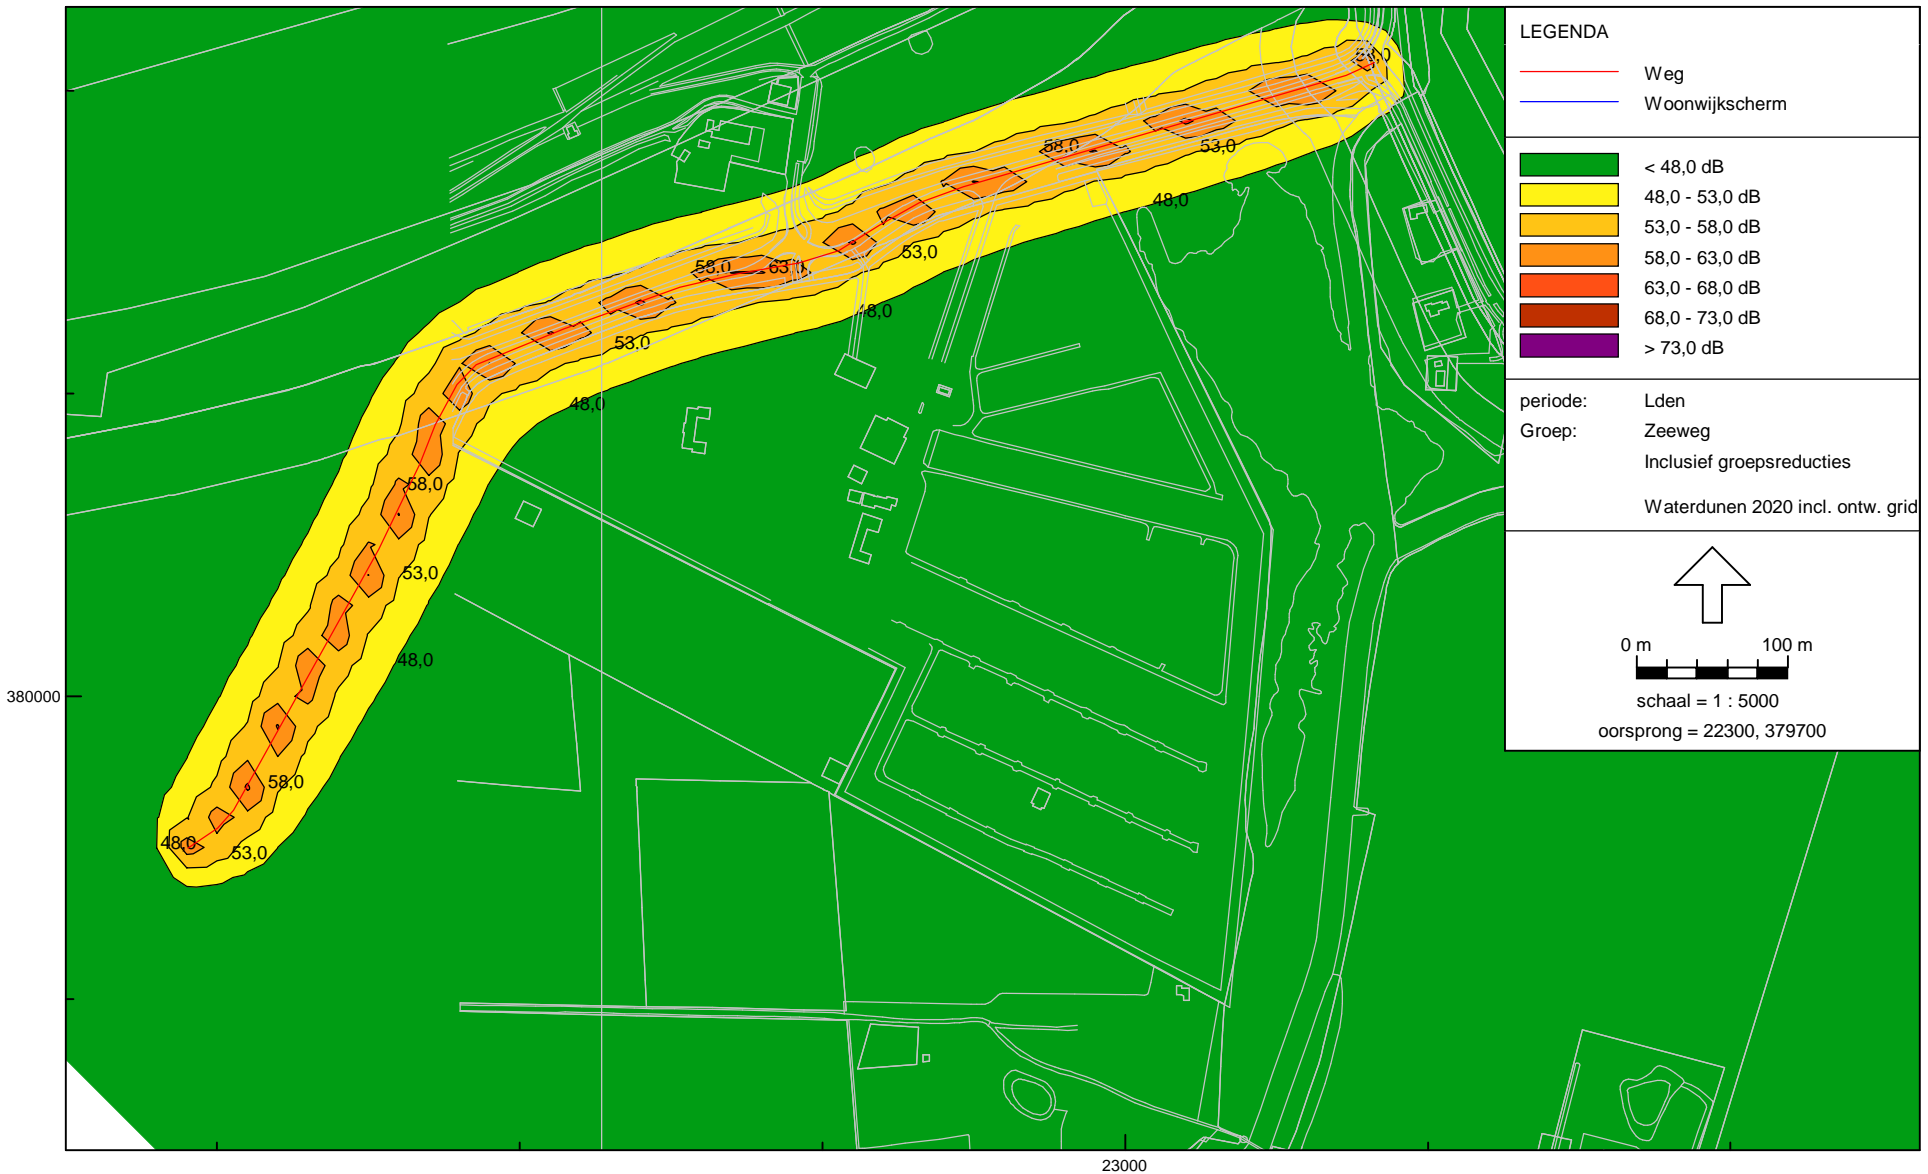 LEGENDA
Weg
Woonwijkscherm
< 48,0 dB
48,0 - 53,0 dB
53,0 - 58,0 dB
58,0 - 63,0 dB
63,0 - 68,0 dB
68,0 - 73,0 dB
> 73,0 dB
periode: Lden
Groep: Zeeweg
Inclusief groepsreducties
Waterdunen 2020 incl. ontw. grid
0 m 100 m
schaal = 1 : 5000
oorsprong = 22300, 379700
58,0
53,0
48,0
53,0
48,0
58,0 63,0
53,0
48,0
58,0
53,0
48,0
58,0
48,0
53,0
380000
23000